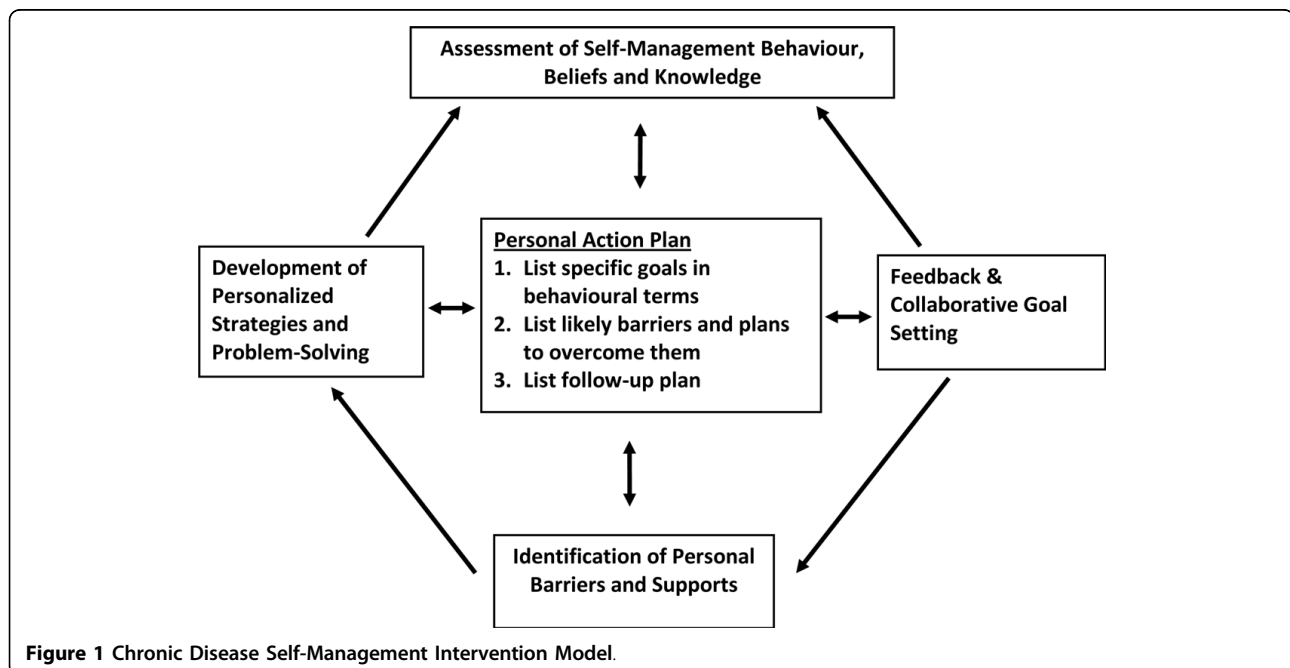 Assessment of Self-Management Behaviour,
Beliefs and Knowledge
Development of
Personalized
Strategies and
Problem-Solving
Personal Action Plan
1. List specific goals in
behavioural terms
2. List likely barriers and plans
to overcome them
3. List follow-up plan
Feedback &
Collaborative Goal
Setting
Identification of Personal
Barriers and Supports
Figure 1 Chronic Disease Self-Management Intervention Model.